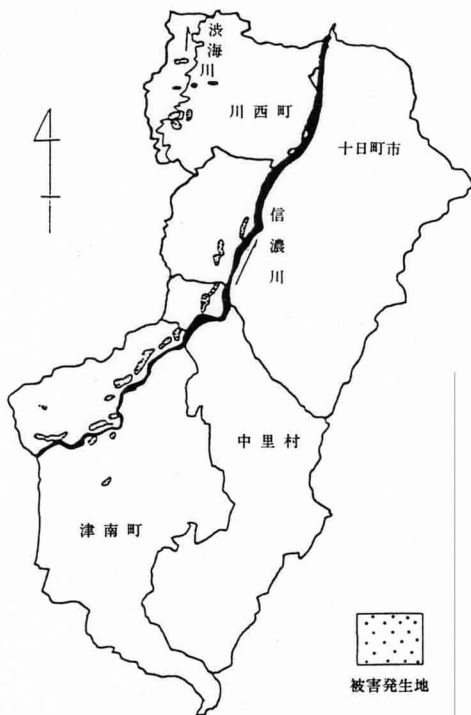 渋海川
川西町
十日町市
信濃川
中里村
津南町
被害発生地